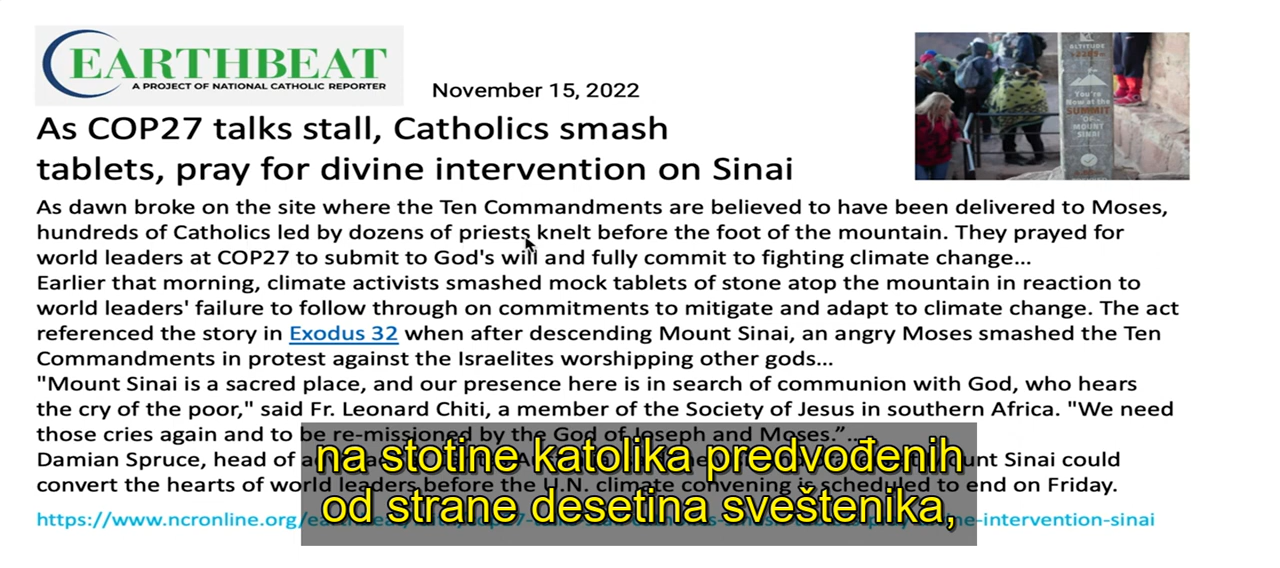 EARTHBEAT
A PROJECT OF NATIONAL CATHOLIC REPORTER
November 15, 2022
As COP27 talks stall, Catholics smash
tablets, pray for divine intervention on Sinai
ALTITUDE
You're
Now at the
SUMMIT
OF
MOUNT
SINAI
As dawn broke on the site where the Ten Commandments are believed to have been delivered to Moses,
hundreds of Catholics led by dozens of priests knelt before the foot of the mountain. They prayed for
world leaders at COP27 to submit to God's will and fully commit to fighting climate change...
Earlier that morning, climate activists smashed mock tablets of stone atop the mountain in reaction to
world leaders' failure to follow through on commitments to mitigate and adapt to climate change. The act
referenced the story in Exodus 32 when after descending Mount Sinai, an angry Moses smashed the Ten
Commandments in protest against the Israelites worshipping other gods...
"Mount Sinai is a sacred place, and our presence here is in search of communion with God, who hears
the cry of the poor," said Fr. Leonard Chiti, a member of the Society of Jesus in southern Africa. "We need
those cries again and to be re-missioned by the God of Joseph and Moses.”...
Damian Spruce, head of Sinai could
convert the hearts of world leaders before the U.N. climate convening is scheduled to end on Friday.
https://www.ncronline.org/ -intervention-sinai
na stotine katolika predvođenih
od strane desetina sveštenika,